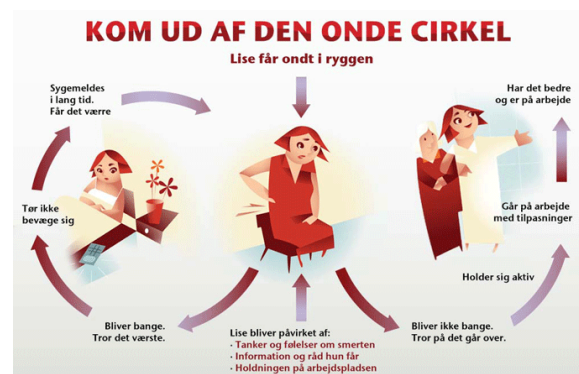 KOM UD AF DEN ONDE CIRKEL
Lise får ondt i ryggen
Sygemeldes
i lang tid.
Får det værre
Har det bedre
og er på arbejde
Tør ikke
bevæge sig
Går på arbejde
med tilpasninger
Holder sig aktiv
Bliver bange.
Tror det værste.
Lise bliver påvirket af:
· Tanker og følelser om smerten
· Information og råd hun får
· Holdningen på arbejdspladsen
Bliver ikke bange.
Tror på det går over.